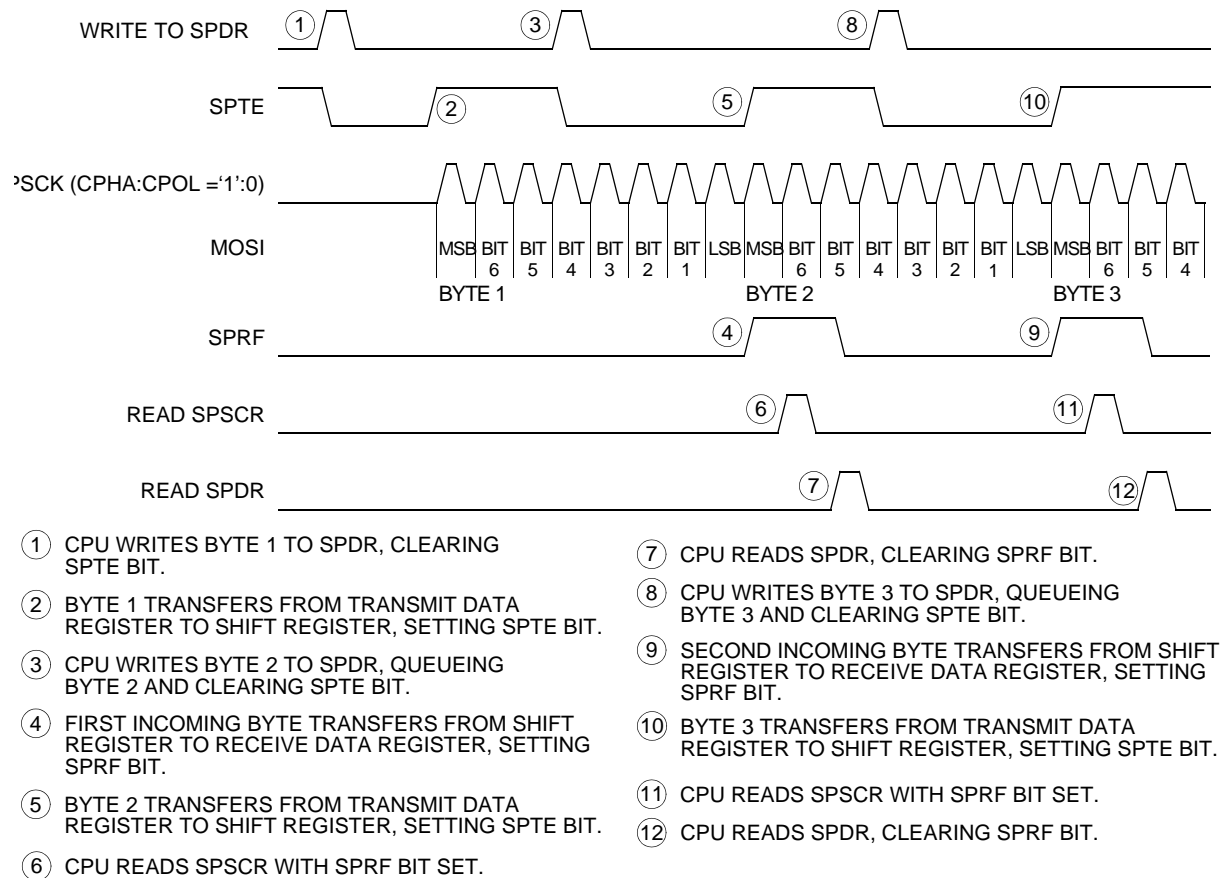 WRITE TO SPDR
1
3
8
SPTE
2
5
10
PSCK (CPHA:CPOL ='1':0)
MOSI
MSB BIT BIT BIT BIT BIT BIT LSB MSB BIT BIT BIT BIT BIT BIT LSB MSB BIT BIT BIT
6 5 4 3 2 1 6 5 4 3 2 1 6 5 4
BYTE 1 BYTE 2 BYTE 3
SPRF
4
9
READ SPSCR
6
11
READ SPDR
7
12
1 CPU WRITES BYTE 1 TO SPDR, CLEARING
SPTE BIT.
2 BYTE 1 TRANSFERS FROM TRANSMIT DATA
REGISTER TO SHIFT REGISTER, SETTING SPTE BIT.
3 CPU WRITES BYTE 2 TO SPDR, QUEUEING
BYTE 2 AND CLEARING SPTE BIT.
4 FIRST INCOMING BYTE TRANSFERS FROM SHIFT
REGISTER TO RECEIVE DATA REGISTER, SETTING
SPRF BIT.
5 BYTE 2 TRANSFERS FROM TRANSMIT DATA
REGISTER TO SHIFT REGISTER, SETTING SPTE BIT.
6 CPU READS SPSCR WITH SPRF BIT SET.
7 CPU READS SPDR, CLEARING SPRF BIT.
8 CPU WRITES BYTE 3 TO SPDR, QUEUEING
BYTE 3 AND CLEARING SPTE BIT.
9 SECOND INCOMING BYTE TRANSFERS FROM SHIFT
REGISTER TO RECEIVE DATA REGISTER, SETTING
SPRF BIT.
10 BYTE 3 TRANSFERS FROM TRANSMIT DATA
REGISTER TO SHIFT REGISTER, SETTING SPTE BIT.
11 CPU READS SPSCR WITH SPRF BIT SET.
12 CPU READS SPDR, CLEARING SPRF BIT.